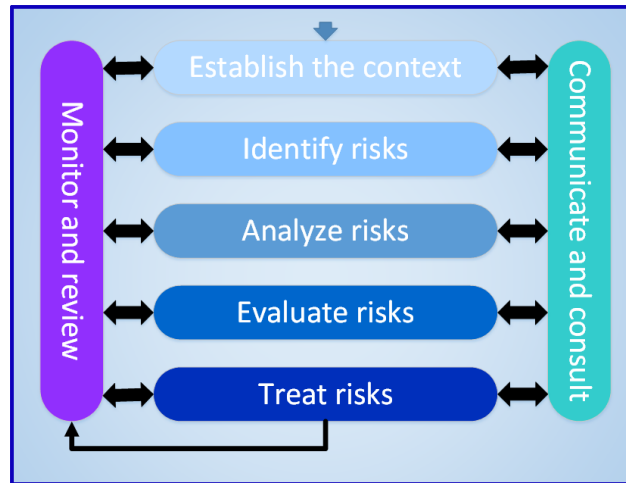 Establish the context
Identify risks
Analyze risks
Evaluate risks
Treat risks
Monitor and review
Communicate and consult